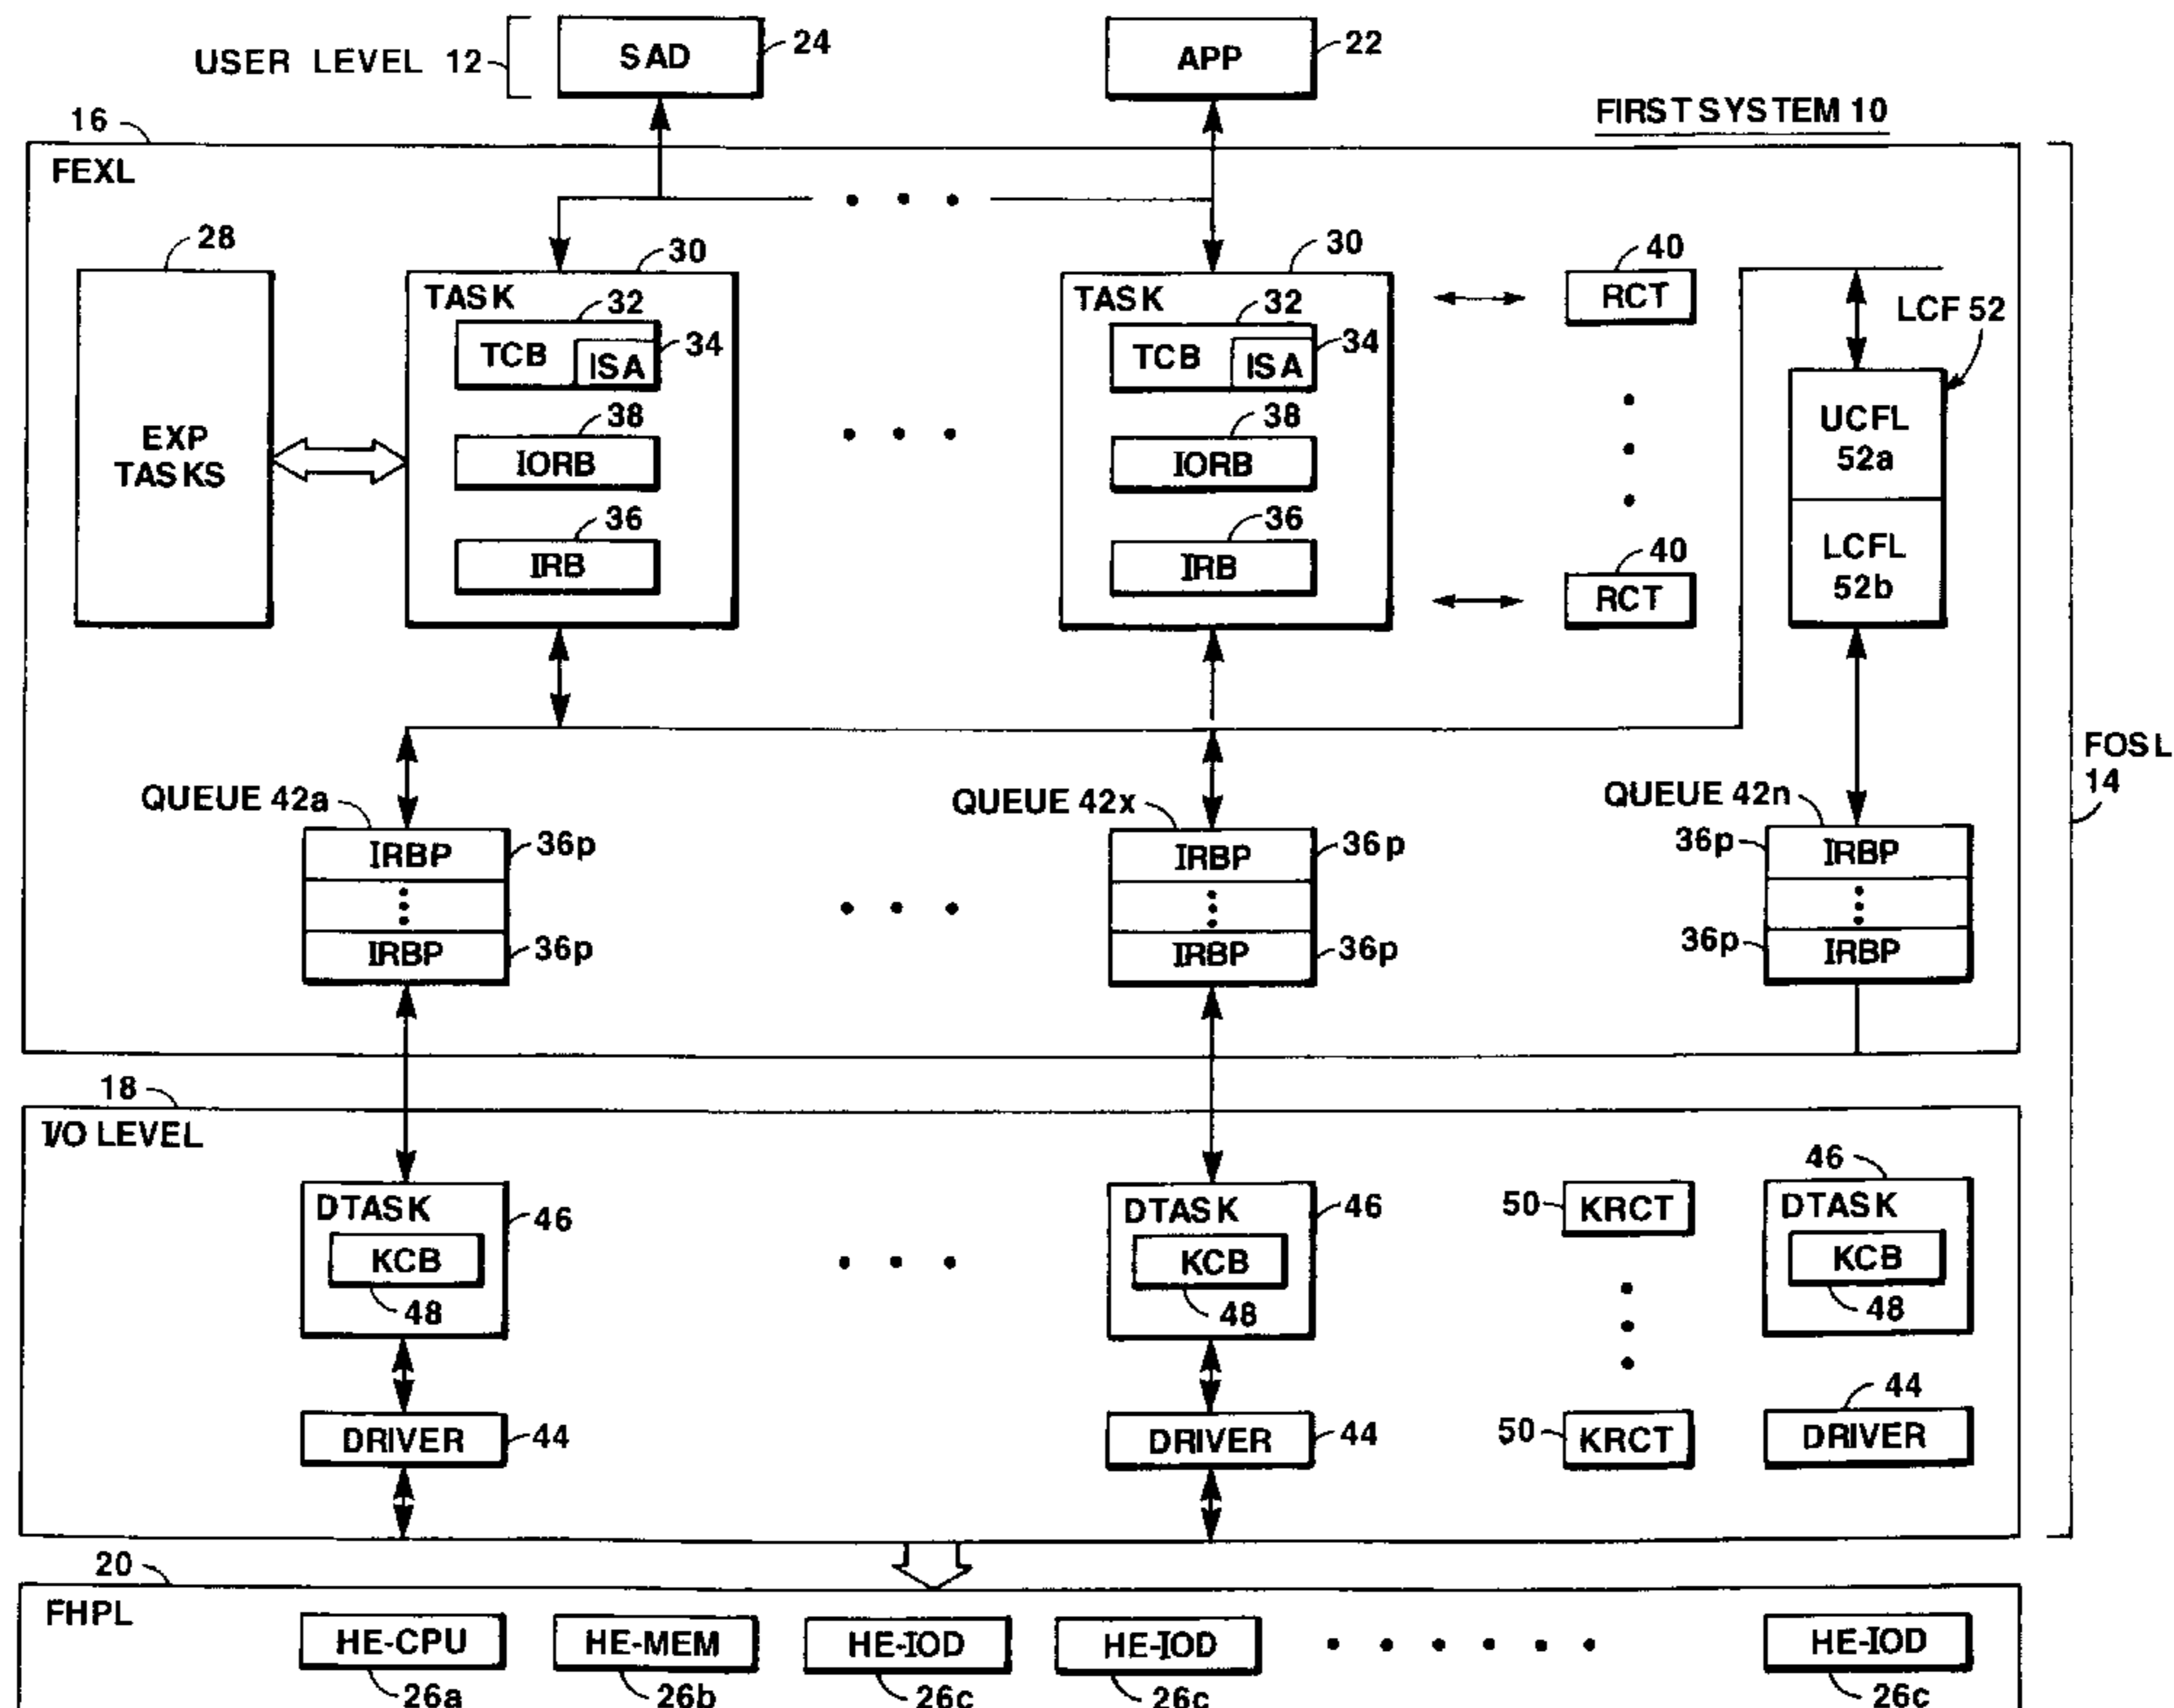 USER LEVEL 12
SAD
24
APP
22
FIRST SYSTEM 10
16
FEXL
28
EXP
TASKS
30
TASK
32
TCB
ISA
34
38
IORB
36
IRB
30
TASK
32
TCB
ISA
34
38
IORB
36
IRB
40
RCT
40
RCT
LCF 52
UCFL
52a
LCFL
52b
FOSL
14
QUEUE 42a
IRBP
36p
IRBP
36p
QUEUE 42x
IRBP
36p
IRBP
36p
QUEUE 42n
36p
IRBP
36p
IRBP
18
I/O LEVEL
DTASK
46
KCB
48
DRIVER
44
DTASK
46
KCB
48
DRIVER
44
50
KRCT
50
KRCT
46
DTASK
KCB
48
44
DRIVER
20
FHPL
HE-CPU
26a
HE-MEM
26b
HE-IOD
26c
HE-IOD
26c
HE-IOD
26c